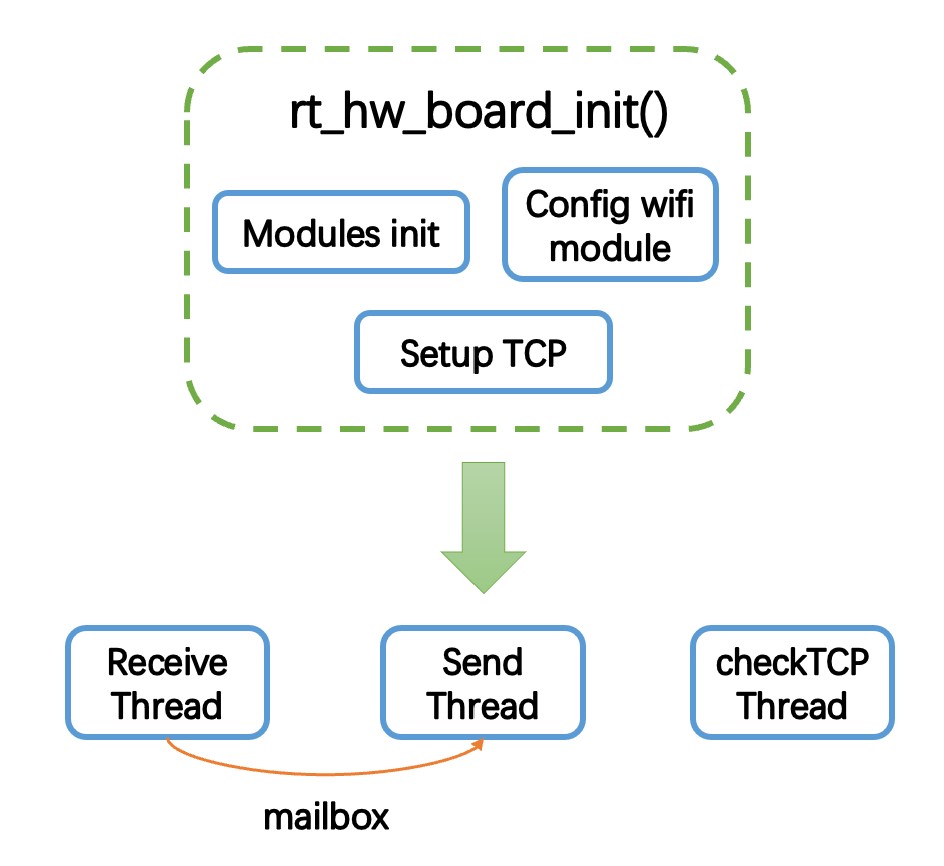 rt_hw_board_init()
Modules init
Config wifi
module
Setup TCP
Receive
Thread
Send
Thread
checkTCP
Thread
mailbox